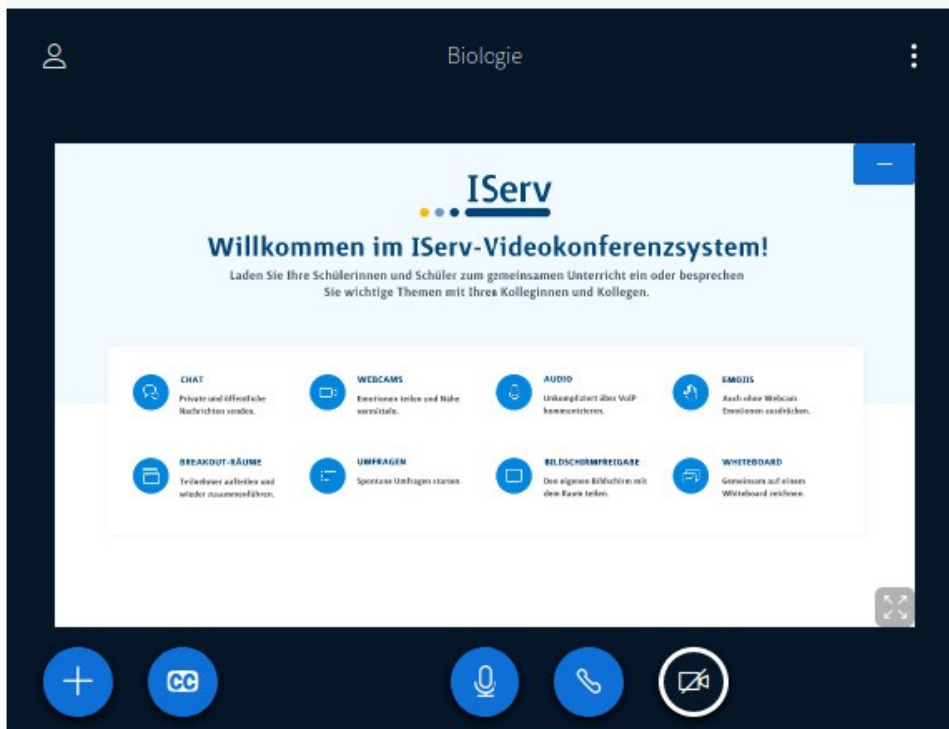 Biologie
IServ
Willkommen im IServ-Videokonferenzsystem!
Laden Sie Ihre Schülerinnen und Schüler zum gemeinsamen Unterricht ein oder besprechen
Sie wichtige Themen mit Ihren Kolleginnen und Kollegen.
CHAT
Private und öffentliche
Nachrichten senden.
WEBCAMS
Emotionen teilen und Nähe
vermitteln.
AUDIO
Unkompliziert über VoIP
kommunizieren.
EMOJIS
Auch ohne Webcam
Emotionen ausdrücken.
BREAKOUT-RÄUME
Teilnehmer aufteilen und
wieder zusammenführen.
UMFRAGEN
Spontane Umfragen starten.
BILDSCHIRMFREIGABE
Den eigenen Bildschirm mit
dem Raum teilen.
WHITEBOARD
Gemeinsam auf einem
Whiteboard zeichnen.
CC